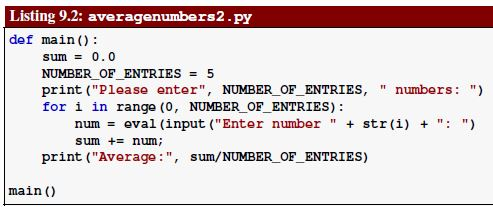 Listing 9.2: averagenumbers2.py
def main():
    sum = 0.0
    NUMBER_OF_ENTRIES = 5
    print("Please enter", NUMBER_OF_ENTRIES, " numbers: ")
    for i in range(0, NUMBER_OF_ENTRIES):
        num = eval(input("Enter number " + str(i) + ": ")
        sum += num;
    print("Average:", sum/NUMBER_OF_ENTRIES)

main()